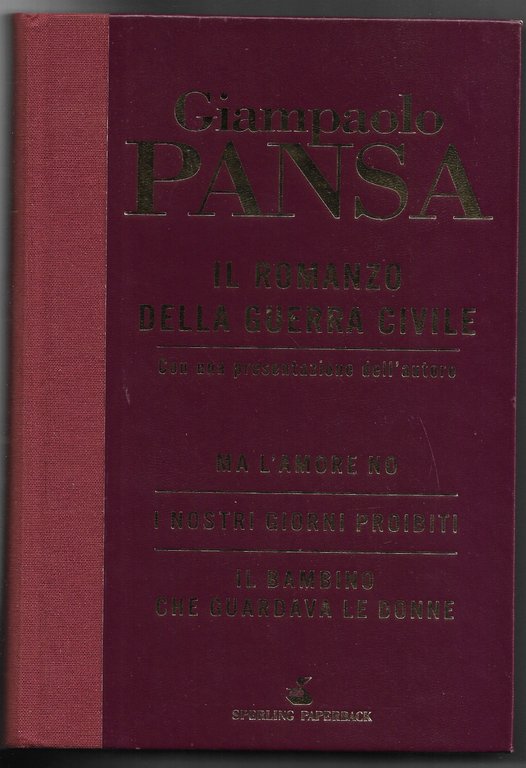 Giampaolo
PANSA
IL ROMANZO
DELLA GUERRA CIVILE
Con una presentazione dell'autore
MA L'AMORE NO
I NOSTRI GIORNI PROIBITI
IL BAMBINO
CHE GUARDAVA LE DONNE
SPERLING PAPERBACK